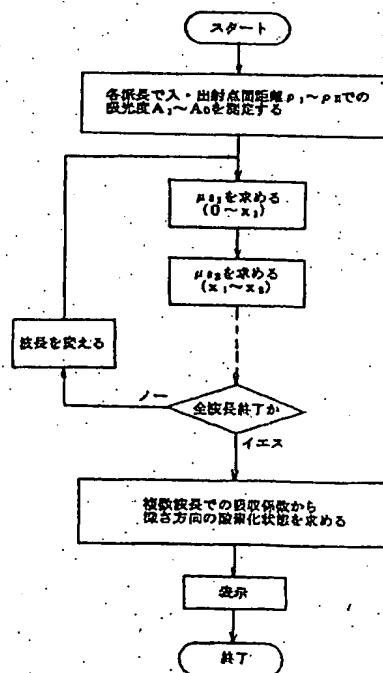 スタート
各波長で入・出射点間距離ρ₁～ρnでの
吸光度A₁～Anを測定する
μa₁を求める
(0～x₁)
μa₂を求める
(x₁～x₂)
波長を変える
ノー
全波長終了か
イエス
複数波長での吸収係数から
深さ方向の酸素化状態を求める
表示
終了